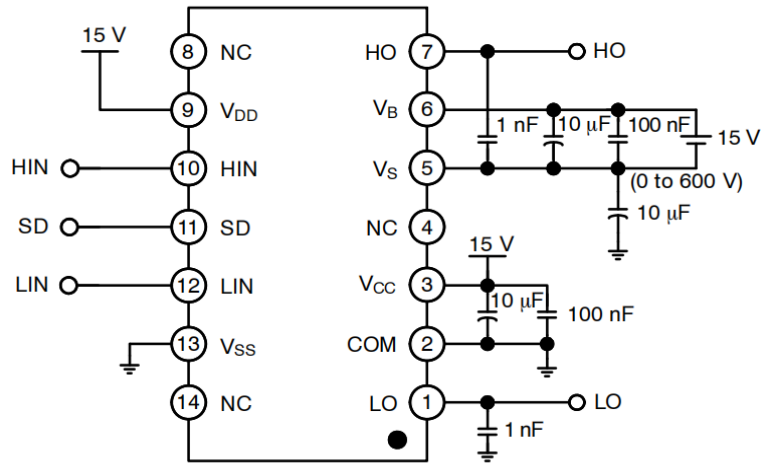 15 V
8 NC HO 7 HO
9 VDD VB 6 1 nF 10 μF 100 nF 15 V
HIN 10 HIN VS 5 (0 to 600 V)
10 μF
SD 11 SD NC 4
15 V
LIN 12 LIN VCC 3 10 μF 100 nF
13 VSS COM 2
14 NC LO 1 LO
1 nF